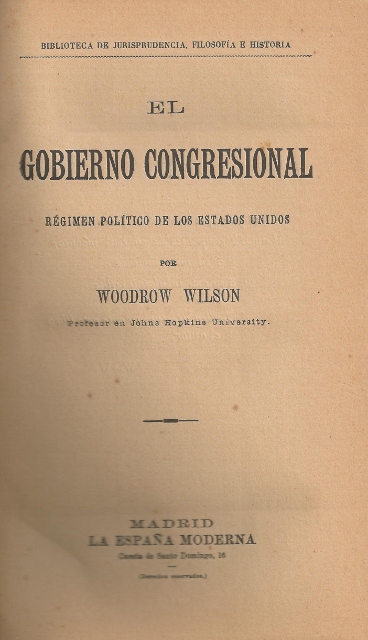 BIBLIOTECA DE JURISPRUDENCIA, FILOSOFÍA E HISTORIA
EL
GOBIERNO CONGRESIONAL
RÉGIMEN POLÍTICO DE LOS ESTADOS UNIDOS
POR
WOODROW WILSON
Profesor en Johns Hopkins University.
MADRID
LA ESPAÑA MODERNA
Cuesta de Santo Domingo, 16
(Derechos reservados.)